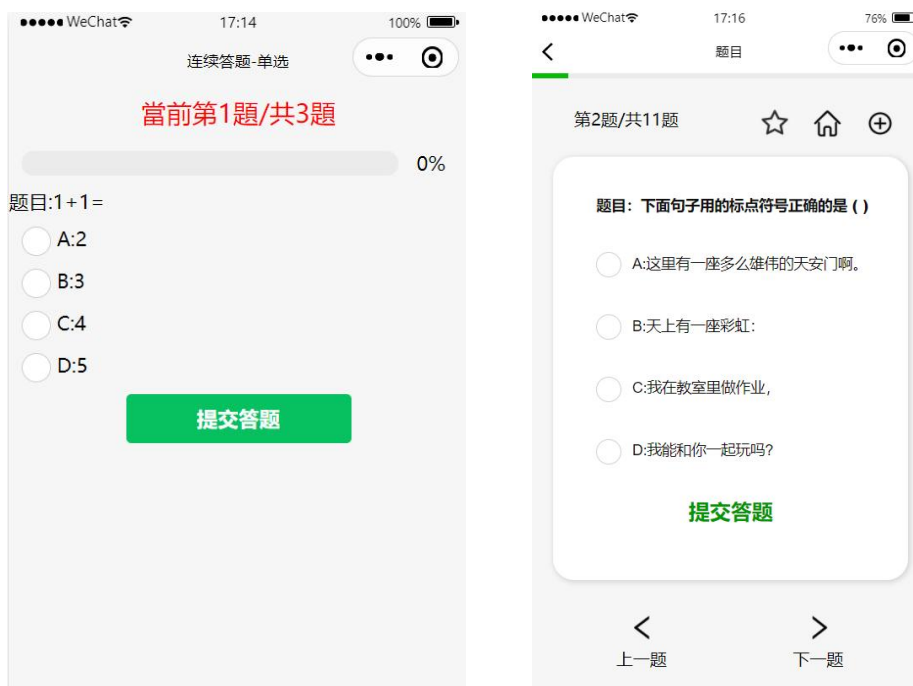 WeChat 17:14 100%
连续答题-单选
當前第1題/共3題
0%
题目:1+1=
A:2
B:3
C:4
D:5
提交答题
WeChat 17:16 76%
题目
第2题/共11题
题目：下面句子用的标点符号正确的是 ( )
A:这里有一座多么雄伟的天安门啊。
B:天上有一座彩虹：
C:我在教室里做作业，
D:我能和你一起玩吗?
提交答题
上一题 下一题